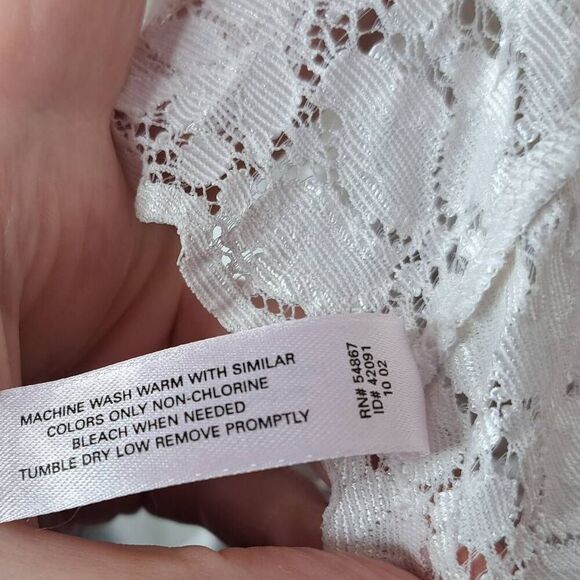 MACHINE WASH WARM WITH SIMILAR
COLORS ONLY NON-CHLORINE
BLEACH WHEN NEEDED
TUMBLE DRY LOW REMOVE PROMPTLY
RN# 54867
ID# 42091
10 02